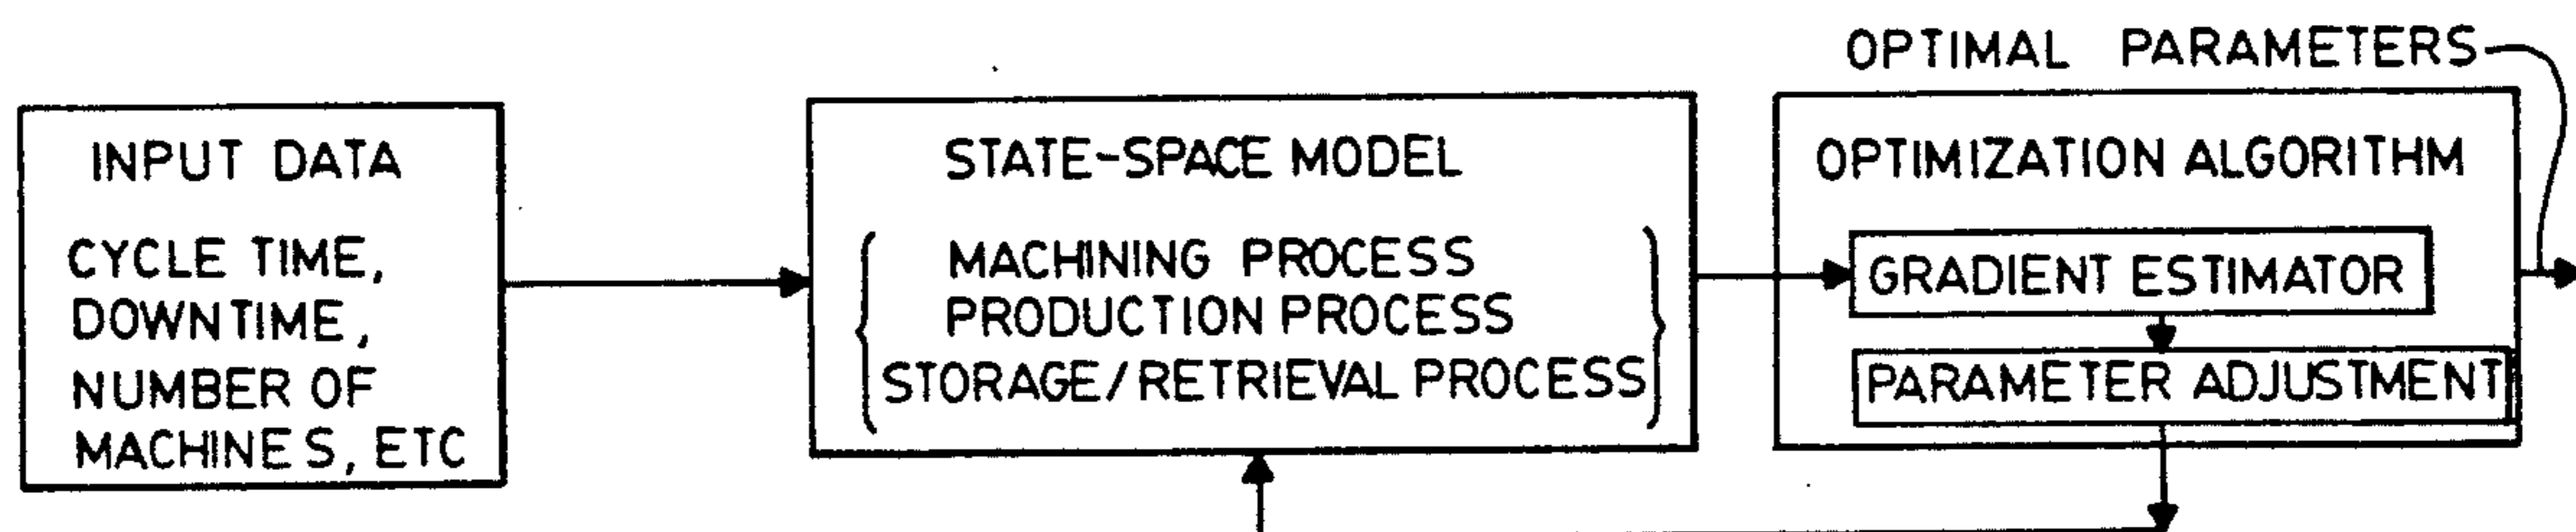 INPUT DATA
CYCLE TIME,
DOWNTIME,
NUMBER OF
MACHINES, ETC
STATE-SPACE MODEL
MACHINING PROCESS
PRODUCTION PROCESS
STORAGE/RETRIEVAL PROCESS
OPTIMAL PARAMETERS
OPTIMIZATION ALGORITHM
GRADIENT ESTIMATOR
PARAMETER ADJUSTMENT